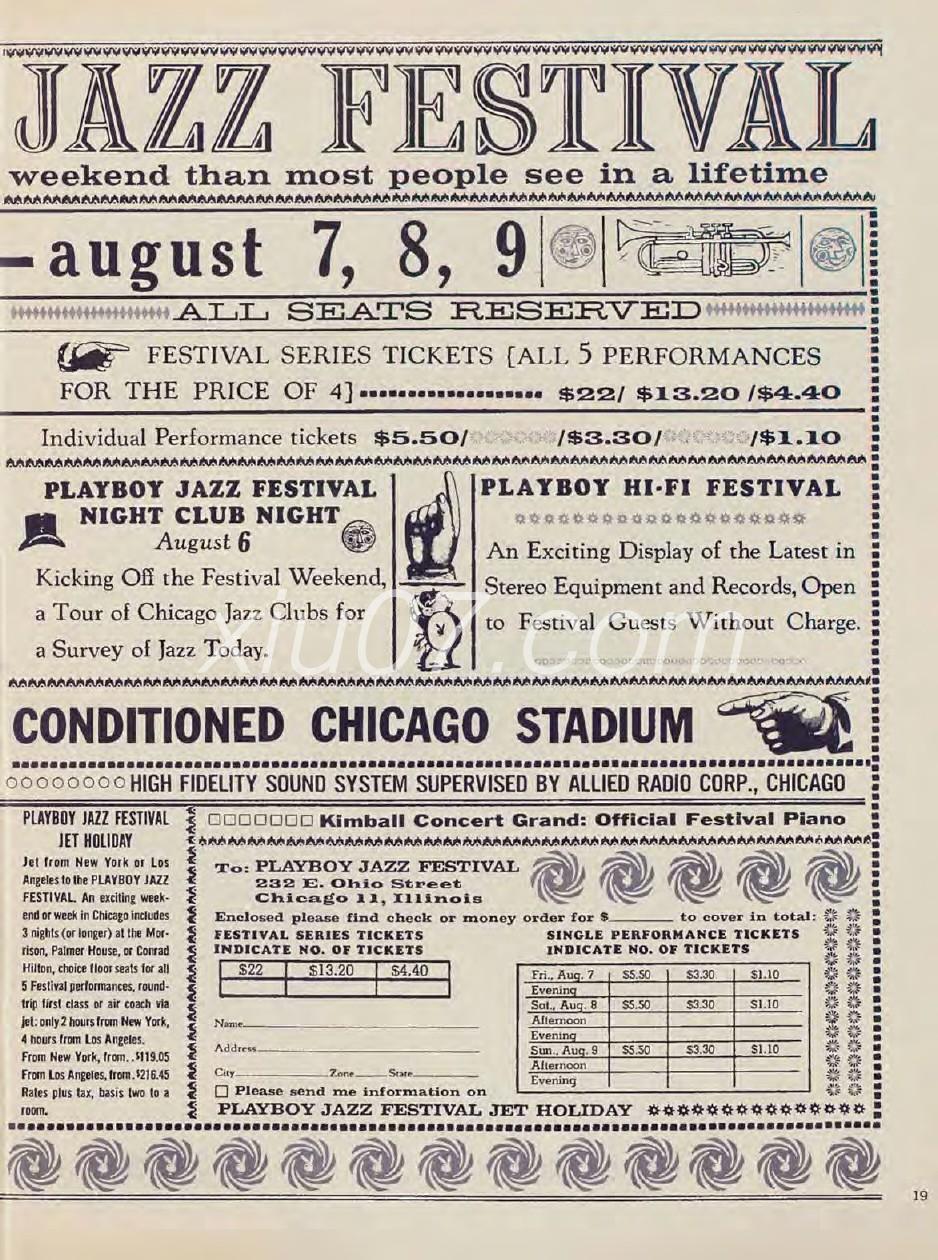 JAZZ FESTIVAL
weekend than most people see in a lifetime
–august 7, 8, 9
ALL SEATS RESERVED
FESTIVAL SERIES TICKETS [ALL 5 PERFORMANCES
FOR THE PRICE OF 4] $22/ $13.20 /$4.40
Individual Performance tickets $5.50/ /$3.30/ /$1.10
PLAYBOY JAZZ FESTIVAL
NIGHT CLUB NIGHT
August 6
Kicking Off the Festival Weekend,
a Tour of Chicago Jazz Clubs for
a Survey of Jazz Today.
PLAYBOY HI-FI FESTIVAL
An Exciting Display of the Latest in
Stereo Equipment and Records, Open
to Festival Guests Without Charge.
xiu07.com
CONDITIONED CHICAGO STADIUM
HIGH FIDELITY SOUND SYSTEM SUPERVISED BY ALLIED RADIO CORP., CHICAGO
PLAYBOY JAZZ FESTIVAL
JET HOLIDAY
Jet from New York or Los
Angeles to the PLAYBOY JAZZ
FESTIVAL. An exciting week-
end or week in Chicago includes
3 nights (or longer) at the Mor-
rison, Palmer House, or Conrad
Hilton, choice floor seats for all
5 Festival performances, round-
trip first class or air coach via
jet: only 2 hours from New York,
4 hours from Los Angeles.
From New York, from..$119.05
From Los Angeles, from.$216.45
Rates plus tax, basis two to a
room.
Kimball Concert Grand: Official Festival Piano
To: PLAYBOY JAZZ FESTIVAL
232 E. Ohio Street
Chicago 11, Illinois
Enclosed please find check or money order for $ to cover in total:
FESTIVAL SERIES TICKETS
INDICATE NO. OF TICKETS
$22 $13.20 $4.40
Name
Address
City Zone State
SINGLE PERFORMANCE TICKETS
INDICATE NO. OF TICKETS
Fri., Aug. 7 $5.50 $3.30 $1.10
Evening
Sat., Aug. 8 $5.50 $3.30 $1.10
Afternoon
Evening
Sun., Aug. 9 $5.50 $3.30 $1.10
Afternoon
Evening
Please send me information on
PLAYBOY JAZZ FESTIVAL JET HOLIDAY
19